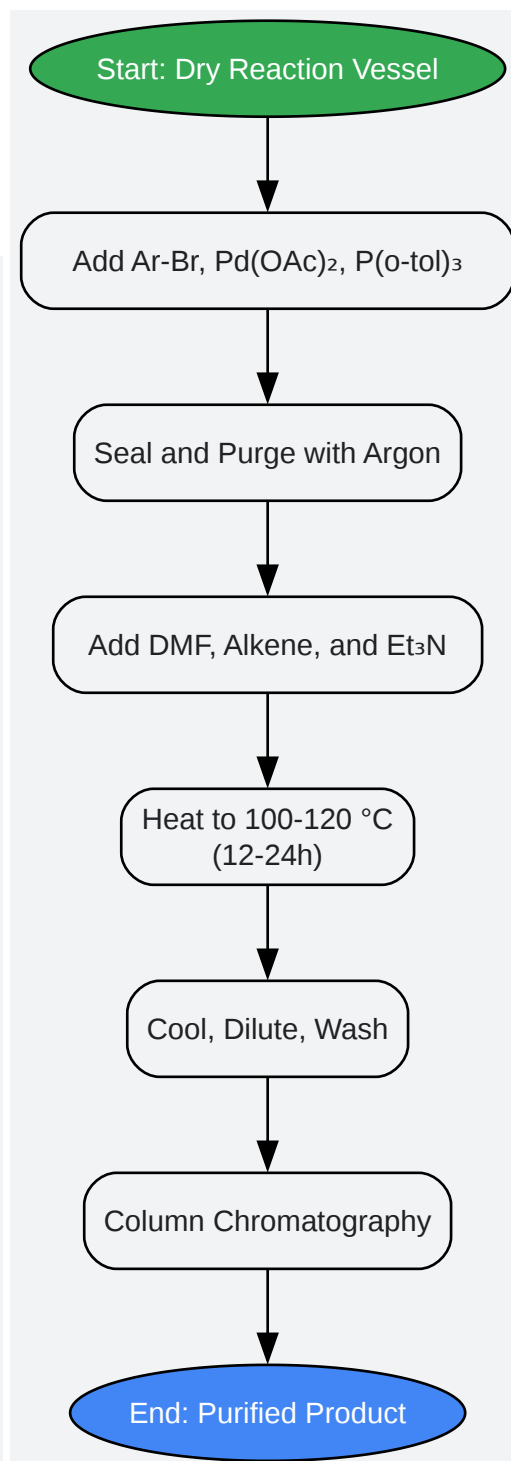 Start: Dry Reaction Vessel
Add Ar-Br, Pd(OAc)₂, P(o-tol)₃
Seal and Purge with Argon
Add DMF, Alkene, and Et₃N
Heat to 100-120 °C
(12-24h)
Cool, Dilute, Wash
Column Chromatography
End: Purified Product